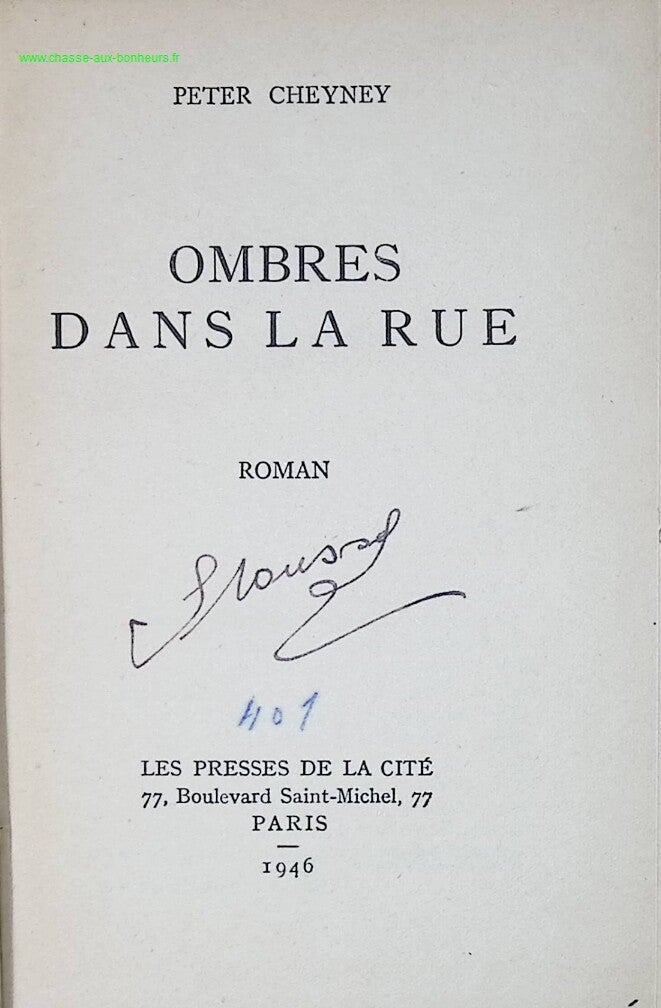 www.chasse-aux-bonheurs.fr
PETER CHEYNEY
OMBRES
DANS LA RUE
ROMAN
401
LES PRESSES DE LA CITÉ
77, Boulevard Saint-Michel, 77
PARIS
1946